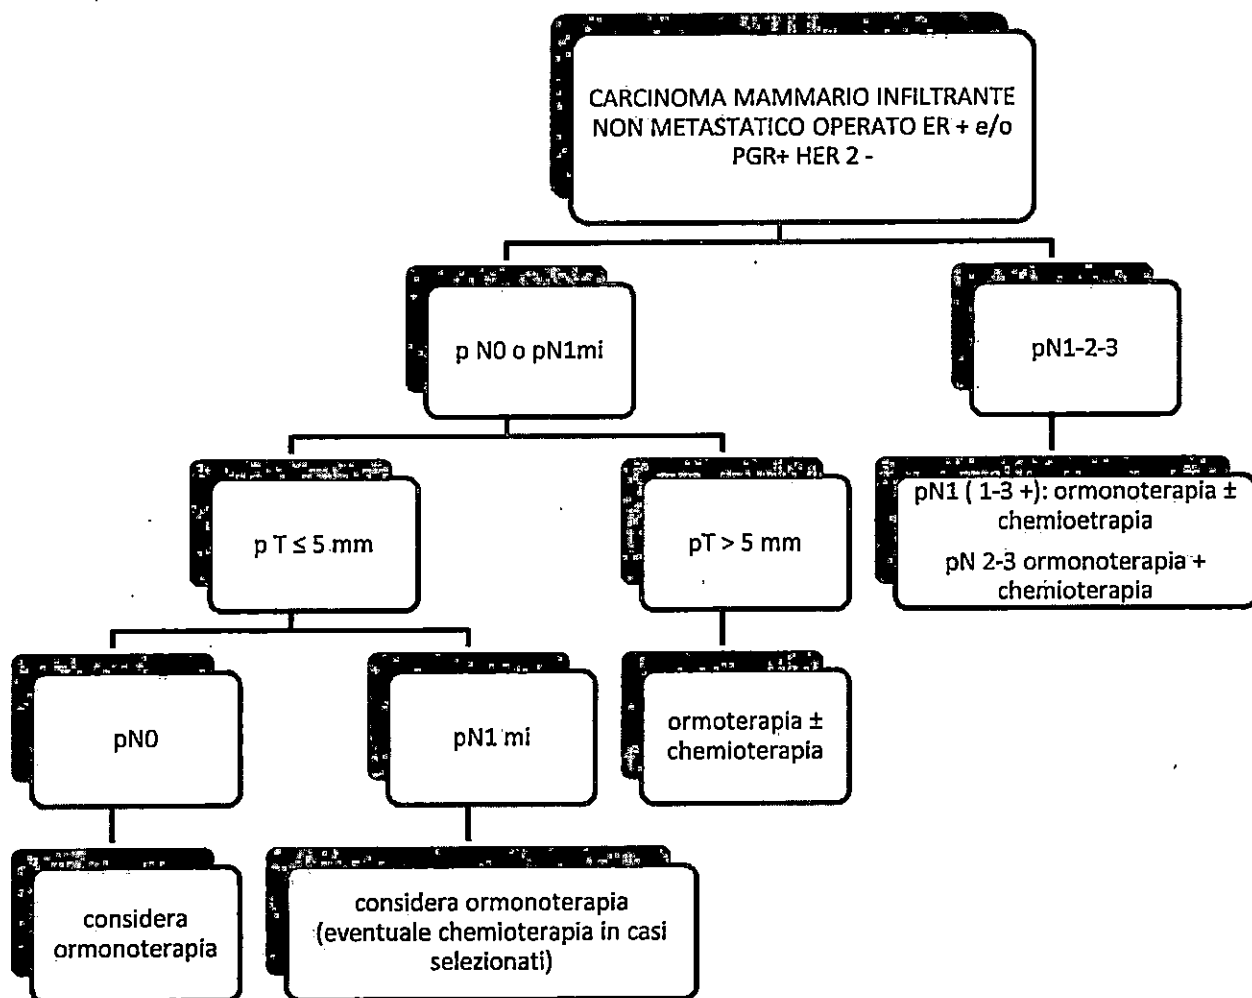 CARCINOMA MAMMARIO INFILTRANTE
NON METASTATICO OPERATO ER + e/o
PGR+ HER 2 -
p N0 o pN1mi
pN1-2-3
p T ≤ 5 mm
pT > 5 mm
pN1 ( 1-3 +): ormonoterapia ±
chemioetrapia
pN 2-3 ormonoterapia +
chemioterapia
pN0
pN1 mi
ormoterapia ±
chemioterapia
considera
ormonoterapia
considera ormonoterapia
(eventuale chemioterapia in casi
selezionati)